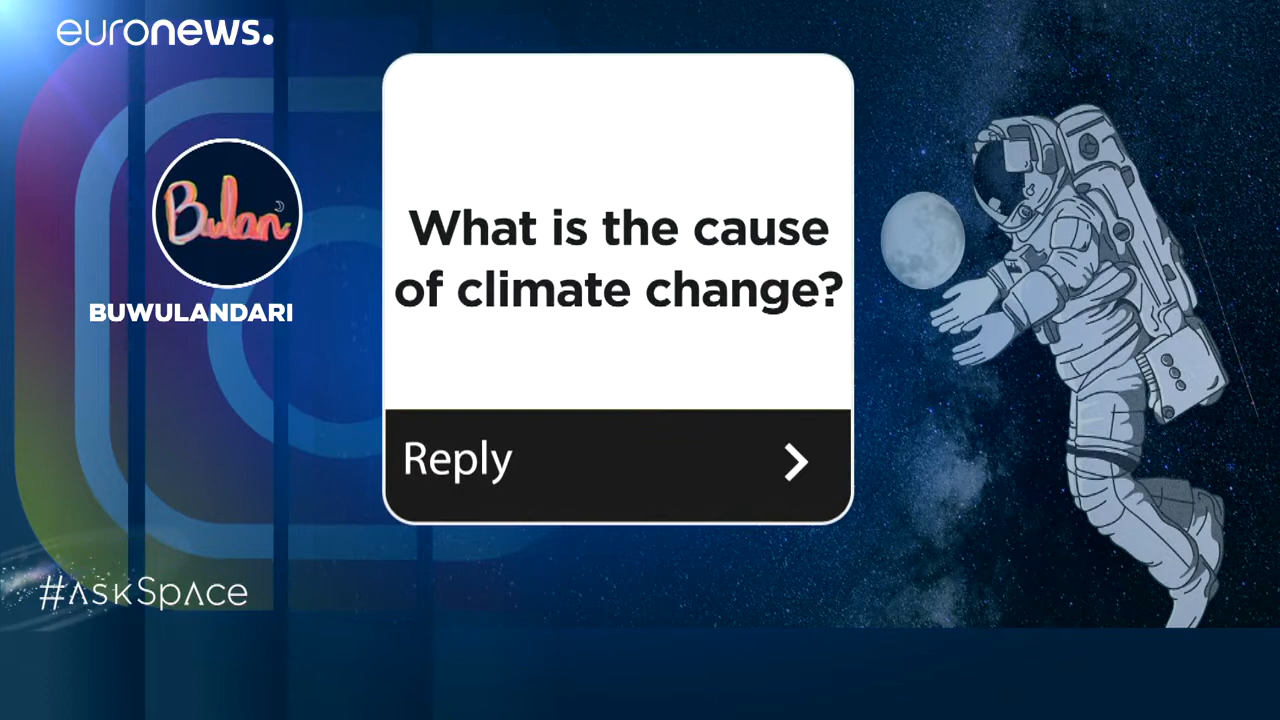 euronews.
Bulan
BUWULANDARI
What is the cause
of climate change?
Reply
#AskSpace